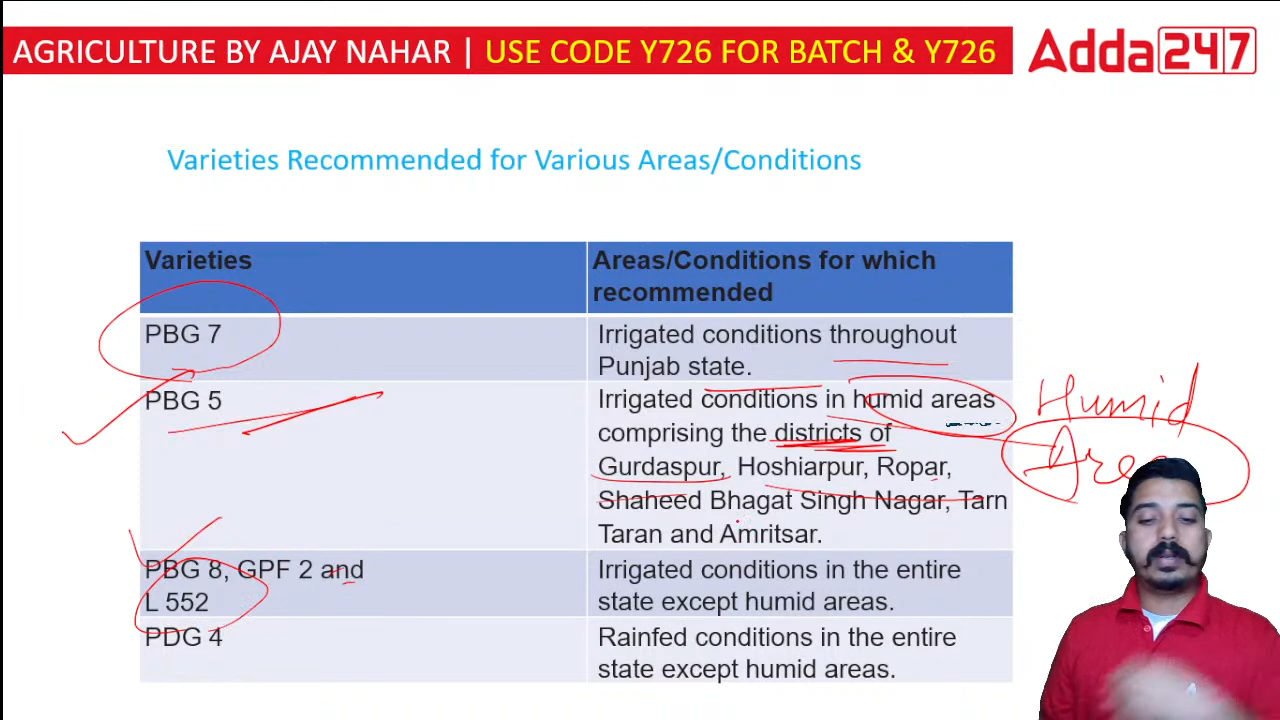 AGRICULTURE BY AJAY NAHAR | USE CODE Y726 FOR BATCH & Y726
Adda247
Varieties Recommended for Various Areas/Conditions
Varieties
Areas/Conditions for which
recommended
PBG 7
Irrigated conditions throughout
Punjab state.
PBG 5
Irrigated conditions in humid areas
comprising the districts of
Gurdaspur, Hoshiarpur, Ropar,
Shaheed Bhagat Singh Nagar, Tarn
Taran and Amritsar.
Humid
PBG 8, GPF 2 and
L 552
Irrigated conditions in the entire
state except humid areas.
PDG 4
Rainfed conditions in the entire
state except humid areas.